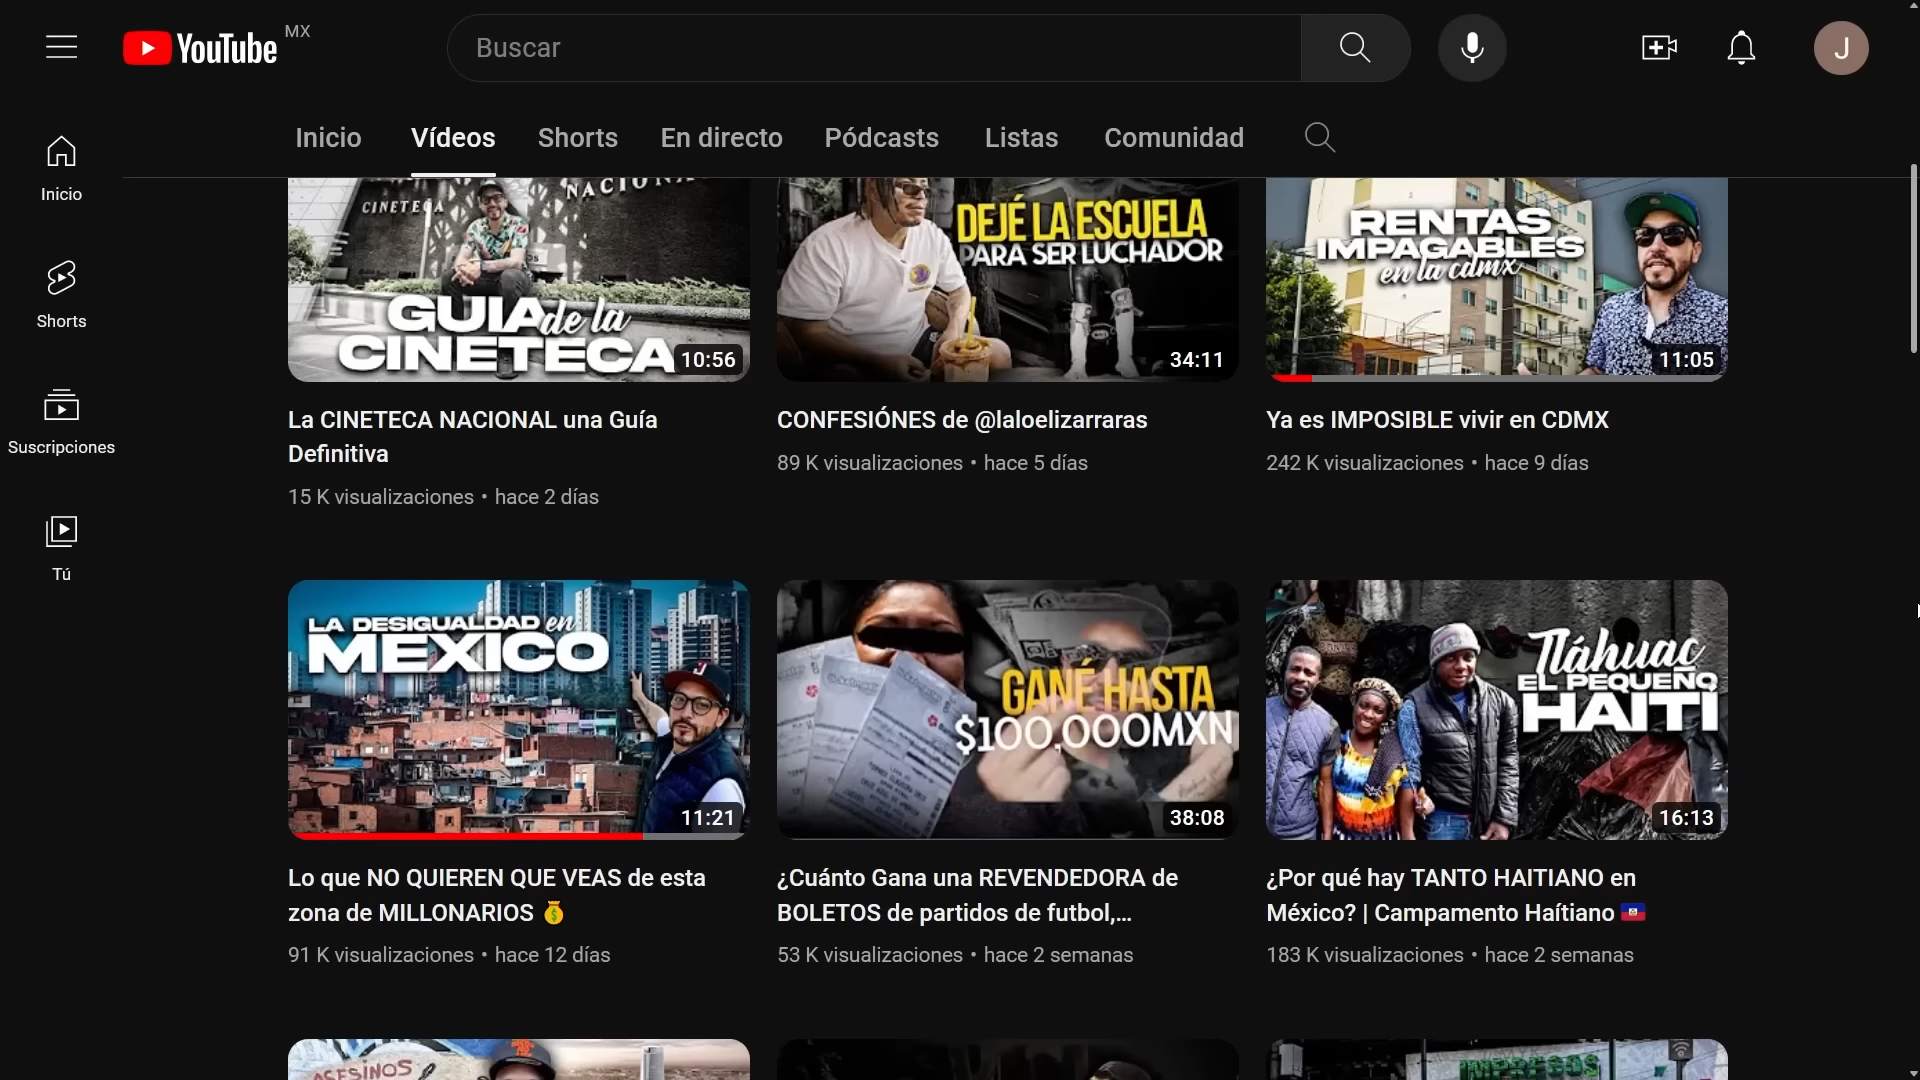 YouTube MX
Buscar
J
Inicio Vídeos Shorts En directo Pódcasts Listas Comunidad
Inicio
Shorts
Suscripciones
Tú
CINETECA NACIONAL
GUIA de la
CINETECA
10:56
La CINETECA NACIONAL una Guía
Definitiva
15 K visualizaciones • hace 2 días
DEJÉ LA ESCUELA
PARA SER LUCHADOR
34:11
CONFESIÓNES de @laloelizarraras
89 K visualizaciones • hace 5 días
RENTAS
IMPAGABLES
en la cdmx
11:05
Ya es IMPOSIBLE vivir en CDMX
242 K visualizaciones • hace 9 días
LA DESIGUALDAD en
MEXICO
11:21
Lo que NO QUIEREN QUE VEAS de esta
zona de MILLONARIOS 💰
91 K visualizaciones • hace 12 días
GANÉ HASTA
$100,000MXN
38:08
¿Cuánto Gana una REVENDEDORA de
BOLETOS de partidos de futbol,...
53 K visualizaciones • hace 2 semanas
Tláhuac
EL PEQUEÑO
HAITÍ
16:13
¿Por qué hay TANTO HAITIANO en
México? | Campamento Haítiano 🇭🇹
183 K visualizaciones • hace 2 semanas
ASESINOS
IMPRESOS